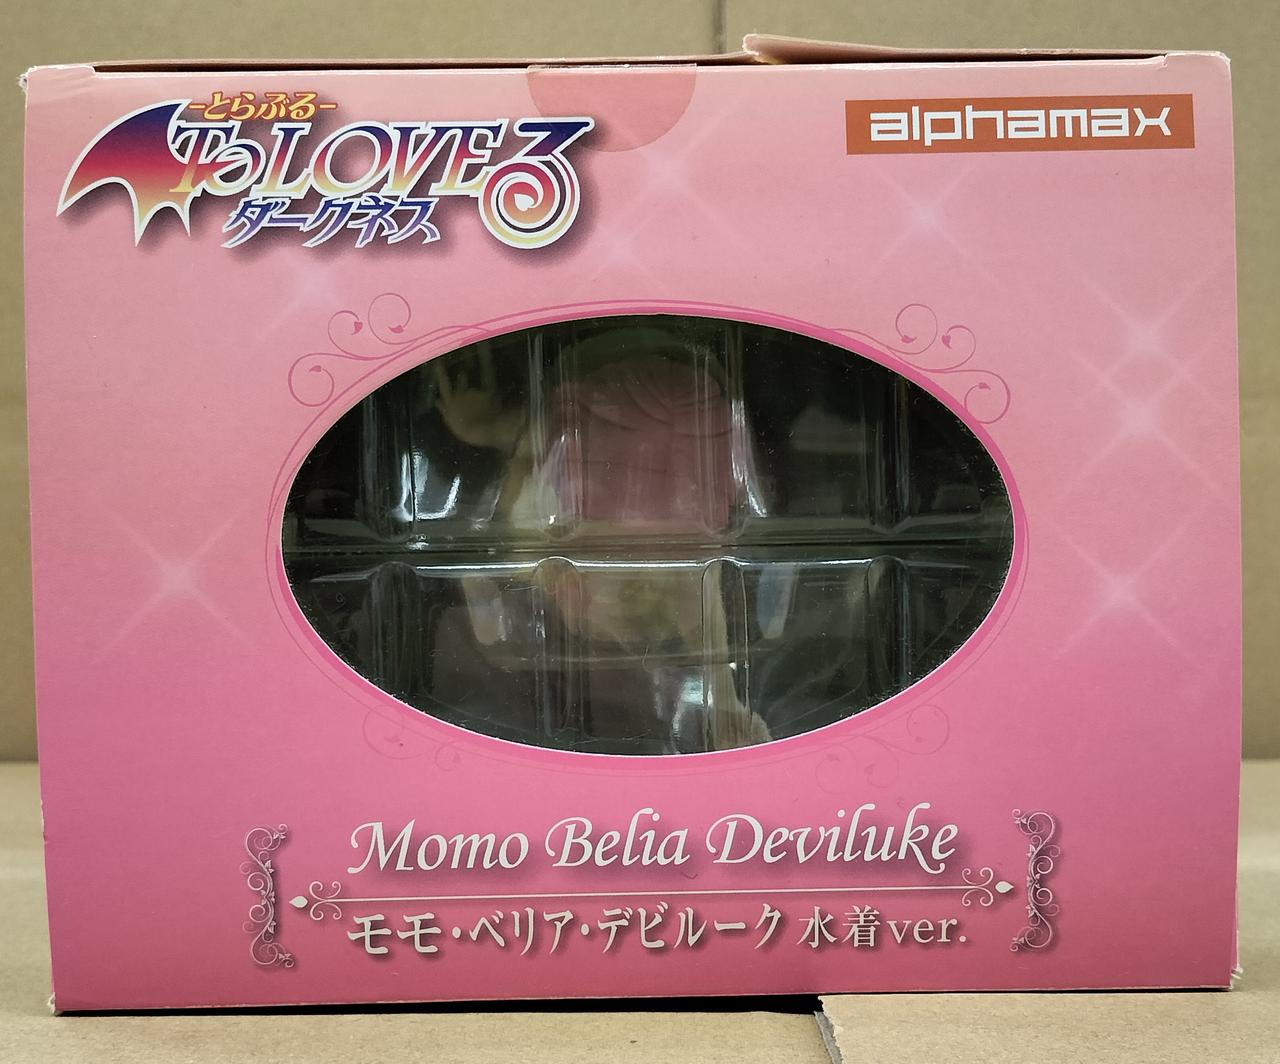 -とらぶる-
To LOVEる
ダークネス
alphamax
Momo Belia Deviluke
モモ・ベリア・デビルーク 水着ver.